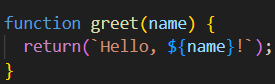 function greet(name) {
  return(`Hello, ${name}!`);
}